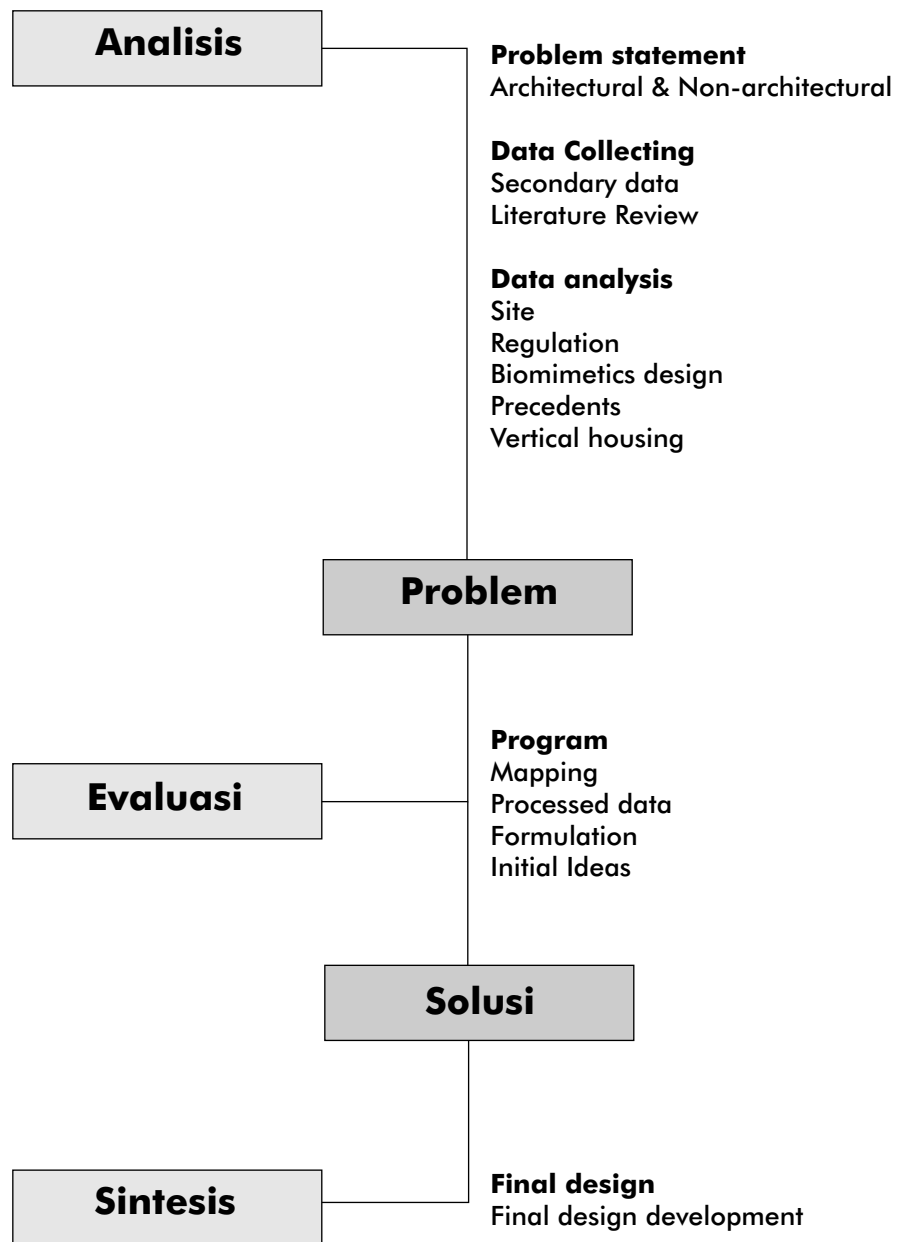 Analisis
Problem statement
Architectural & Non-architectural
Data Collecting
Secondary data
Literature Review
Data analysis
Site
Regulation
Biomimetics design
Precedents
Vertical housing
Problem
Program
Mapping
Evaluasi
Processed data
Formulation
Initial Ideas
Solusi
Sintesis
Final design
Final design development